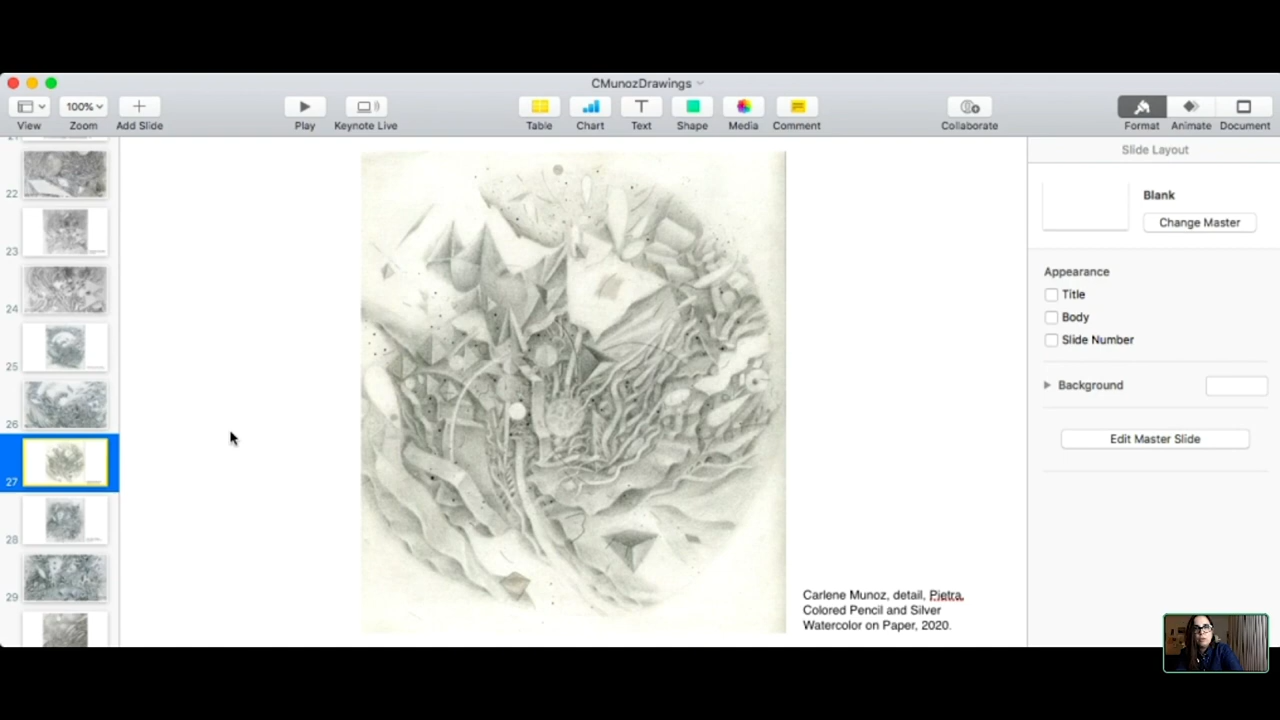 CMunozDrawings
100%
View
Zoom
Add Slide
Play
Keynote Live
Table
Chart
Text
Shape
Media
Comment
Collaborate
Format
Animate
Document
22
23
24
25
26
27
28
29
Slide Layout
Blank
Change Master
Appearance
Title
Body
Slide Number
Background
Edit Master Slide
Carlene Munoz, detail, Pietra,
Colored Pencil and Silver
Watercolor on Paper, 2020.